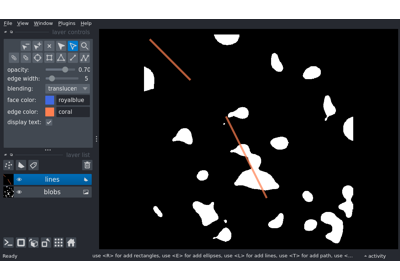 File View Window Plugins Help
layer controls
opacity: 0.70
edge width: 5
blending: translucen
face color: royalblue
edge color: coral
display text:
layer list
lines
blobs
Ready use <R> for add rectangles, use <E> for add ellipses, use <L> for add lines, use <T> for add path, use <... activity